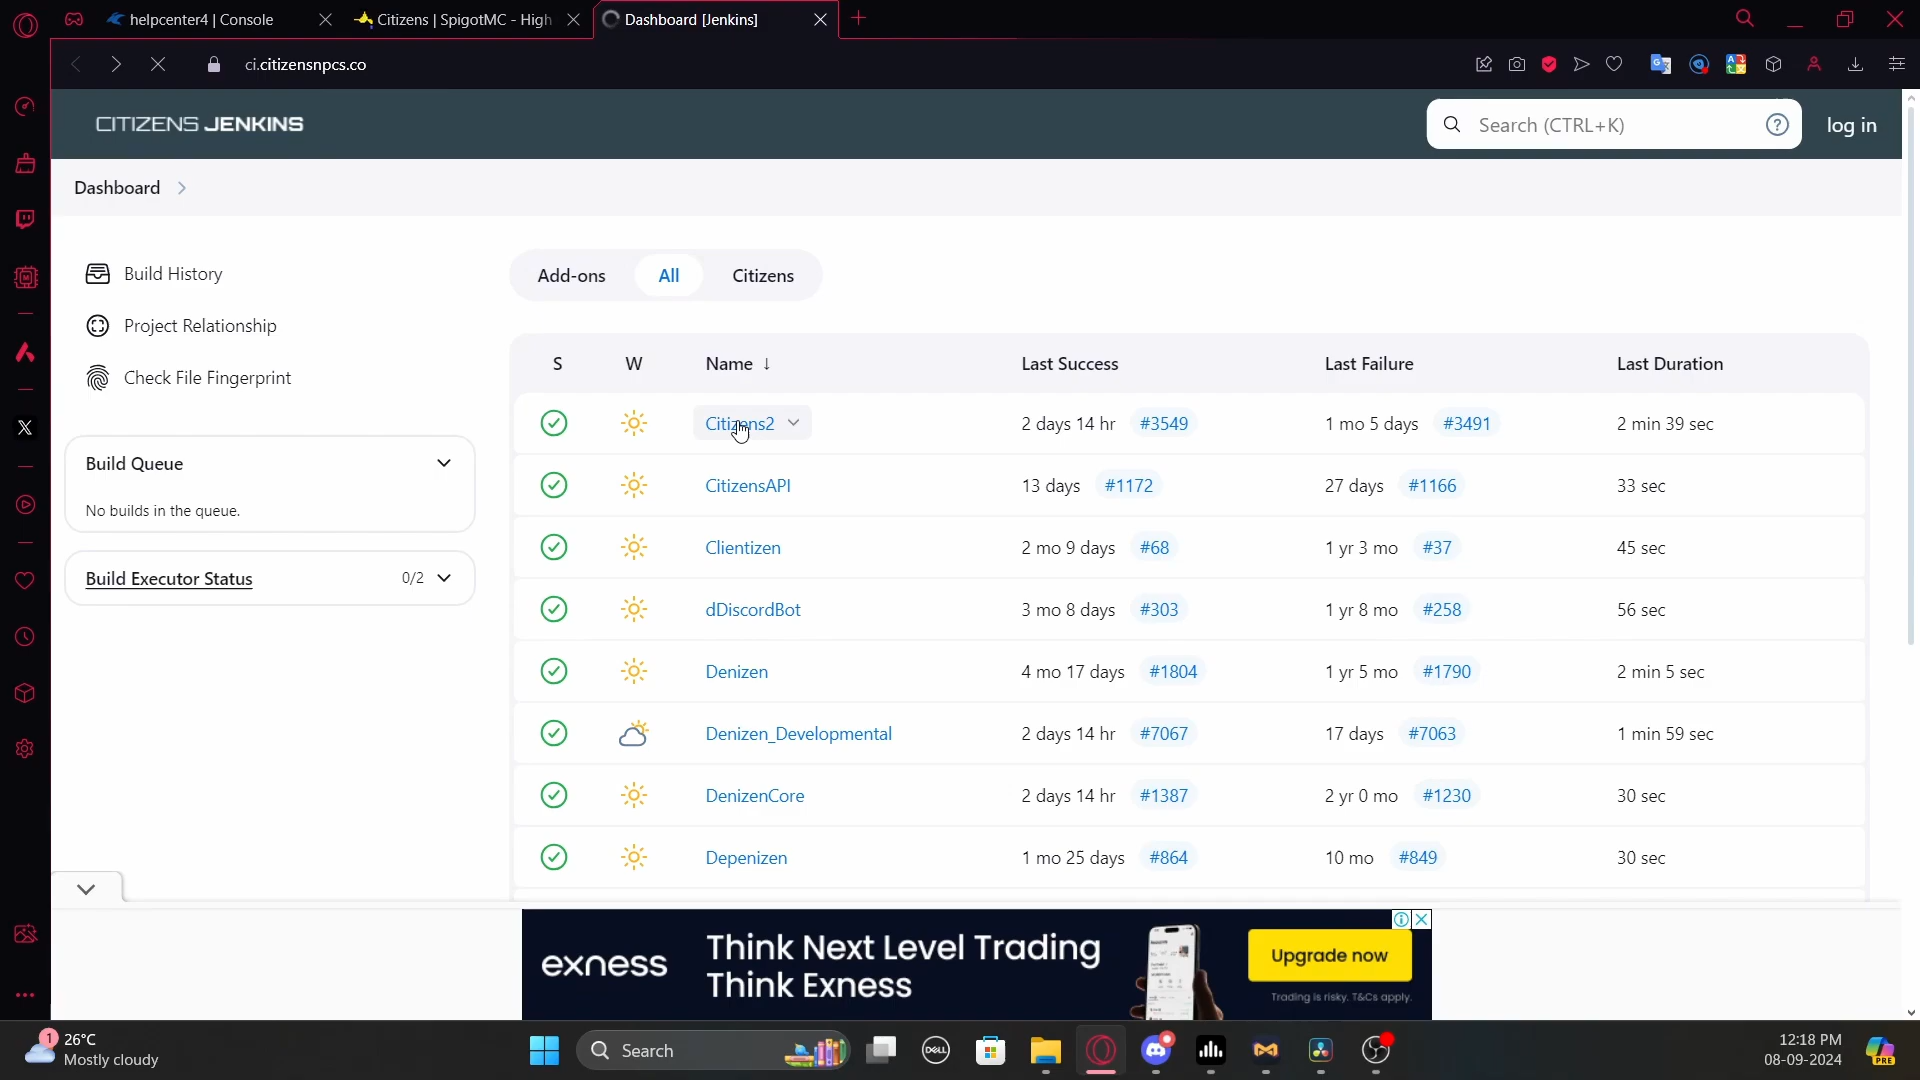 helpcenter4 | Console
Citizens | SpigotMC - High
Dashboard [Jenkins]
ci.citizensnpcs.co
CITIZENS JENKINS
Search (CTRL+K)
log in
Dashboard
Build History
Project Relationship
Check File Fingerprint
Build Queue
No builds in the queue.
Build Executor Status 0/2
Add-ons All Citizens
S W Name ↓ Last Success Last Failure Last Duration
Citizens2 2 days 14 hr #3549 1 mo 5 days #3491 2 min 39 sec
CitizensAPI 13 days #1172 27 days #1166 33 sec
Clientizen 2 mo 9 days #68 1 yr 3 mo #37 45 sec
dDiscordBot 3 mo 8 days #303 1 yr 8 mo #258 56 sec
Denizen 4 mo 17 days #1804 1 yr 5 mo #1790 2 min 5 sec
Denizen_Developmental 2 days 14 hr #7067 17 days #7063 1 min 59 sec
DenizenCore 2 days 14 hr #1387 2 yr 0 mo #1230 30 sec
Depenizen 1 mo 25 days #864 10 mo #849 30 sec
exness
Think Next Level Trading
Think Exness
Upgrade now
Trading is risky. T&Cs apply.
1
26°C
Mostly cloudy
Search
DELL
12:18 PM
08-09-2024
PRE